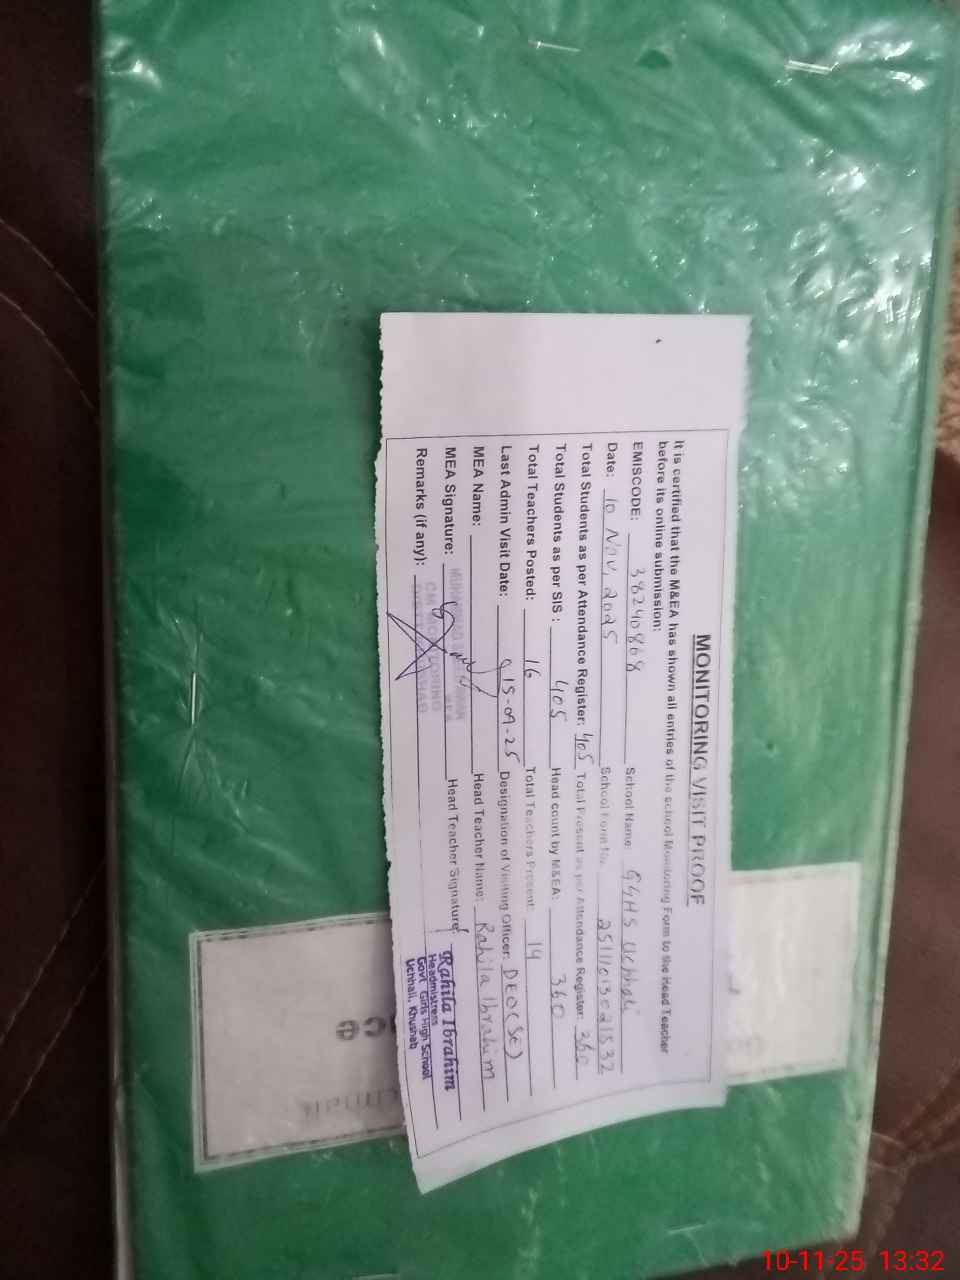 MONITORING VISIT PROOF
It is certified that the M&EA has shown all entries of the school Monitoring Form to the Head Teacher
before its online submission:
EMISCODE: 38240868 School Name: GGHS Uchhali
Date: 10 Nov, 2025 School Form No.
Total Students as per Attendance Register: 405 Total Present as per Attendance Register: 360
Total Students as per SIS: 405 Head count by M&EA: 360
Total Teachers Posted: 16 Total Teachers Present: 14
Last Admin Visit Date: 15-09-25 Designation of Visiting Officer: DEO(SE)
MEA Name: Head Teacher Name: Rahila Ibrahim
MEA Signature: Head Teacher Signature:
Remarks (if any):
Rahila Ibrahim
Headmistress
Govt. Girls High School
Uchhali, Khushab
10-11-25 13:32